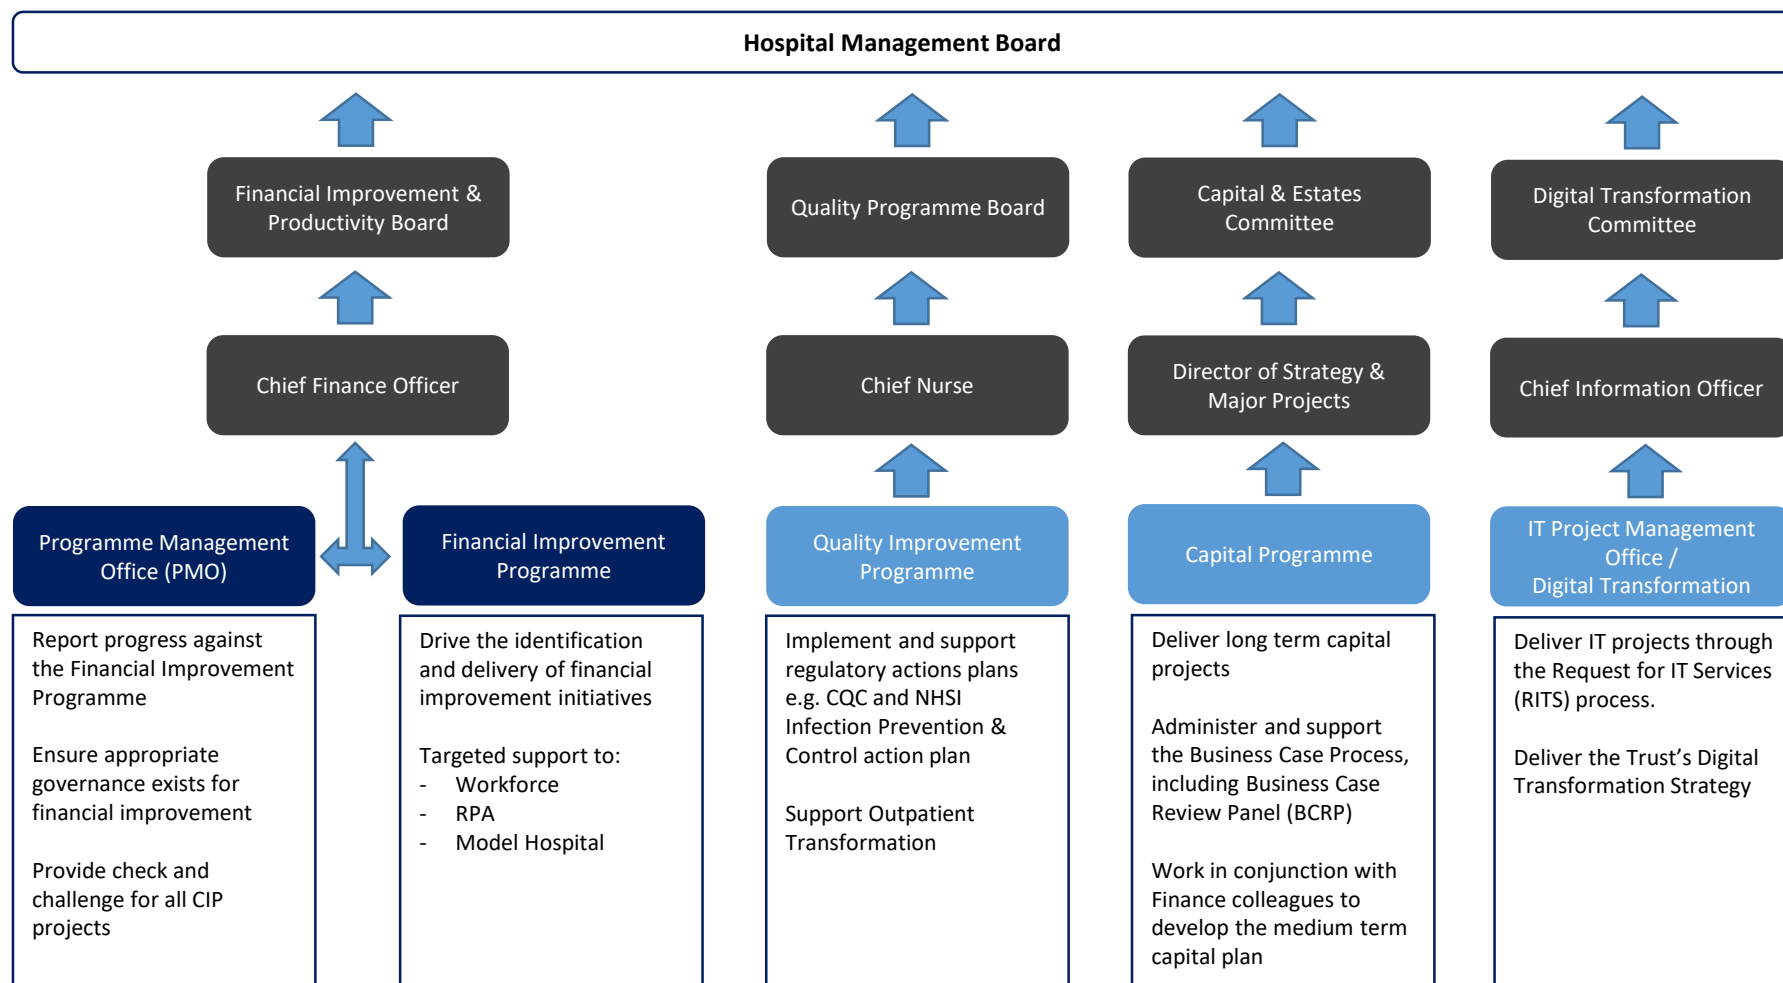 Hospital Management Board
Financial Improvement &
Productivity Board
Quality Programme Board
Capital & Estates
Committee
Digital Transformation
Committee
Chief Finance Officer
Chief Nurse
Director of Strategy &
Major Projects
Chief Information Officer
Programme Management
Office (PMO)
Financial Improvement
Programme
Quality Improvement
Programme
Capital Programme
IT Project Management
Office /
Digital Transformation
Report progress against
the Financial Improvement
Programme
Ensure appropriate
governance exists for
financial improvement
Provide check and
challenge for all CIP
projects
Drive the identification
and delivery of financial
improvement initiatives
Targeted support to:
- Workforce
- RPA
- Model Hospital
Implement and support
regulatory actions plans
e.g. CQC and NHSI
Infection Prevention &
Control action plan
Support Outpatient
Transformation
Deliver long term capital
projects
Administer and support
the Business Case Process,
including Business Case
Review Panel (BCRP)
Work in conjunction with
Finance colleagues to
develop the medium term
capital plan
Deliver IT projects through
the Request for IT Services
(RITS) process.
Deliver the Trust’s Digital
Transformation Strategy